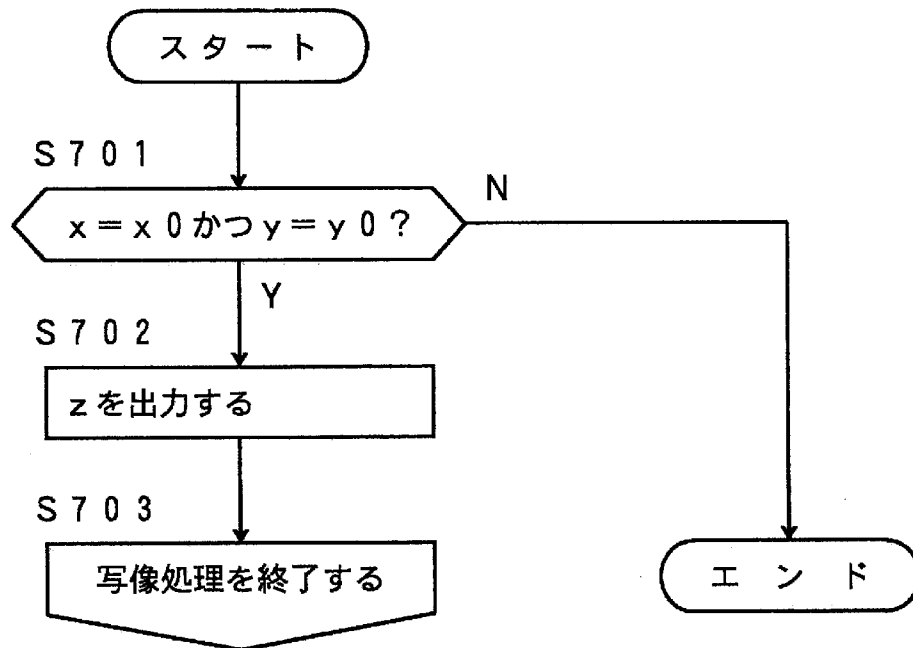 スタート
S701
x=x0かつy=y0?
N
Y
S702
zを出力する
S703
写像処理を終了する
エンド